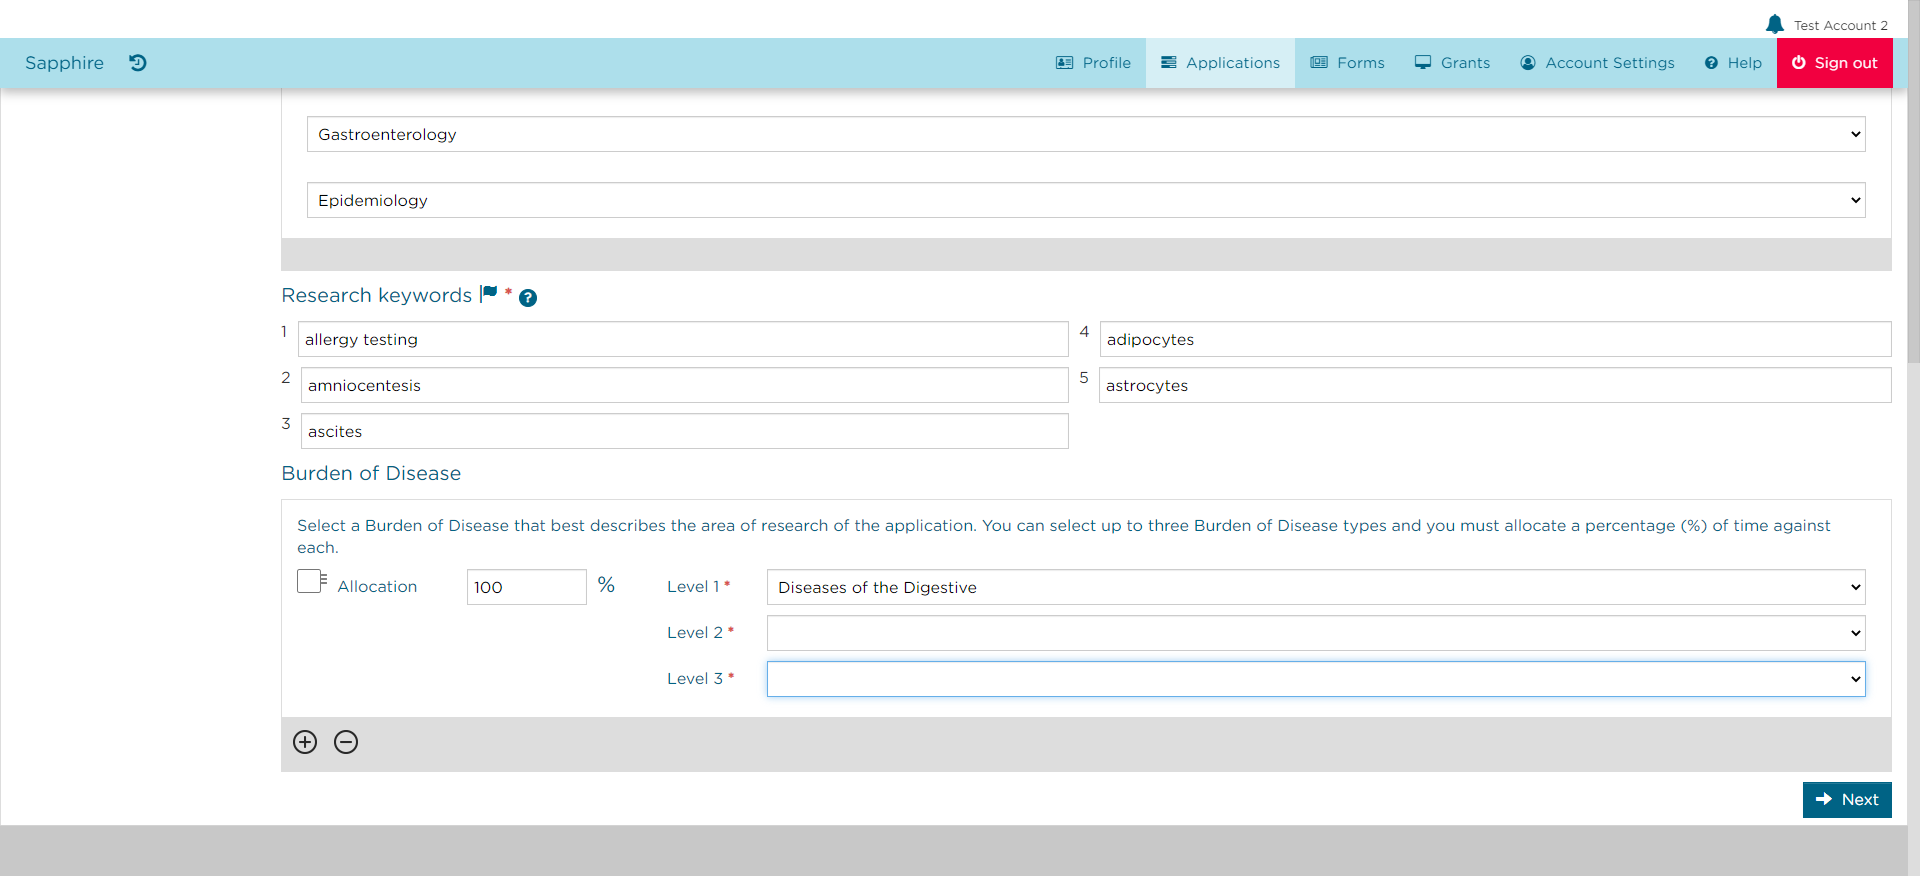 Test Account 2
Sapphire
Profile
Applications
Forms
Grants
Account Settings
Help
Sign out
Gastroenterology
Epidemiology
Research keywords * ?
1 allergy testing
4 adipocytes
2 amniocentesis
5 astrocytes
3 ascites
Burden of Disease
Select a Burden of Disease that best describes the area of research of the application. You can select up to three Burden of Disease types and you must allocate a percentage (%) of time against
each.
Allocation 100 % Level 1 * Diseases of the Digestive
Level 2 *
Level 3 *
Next